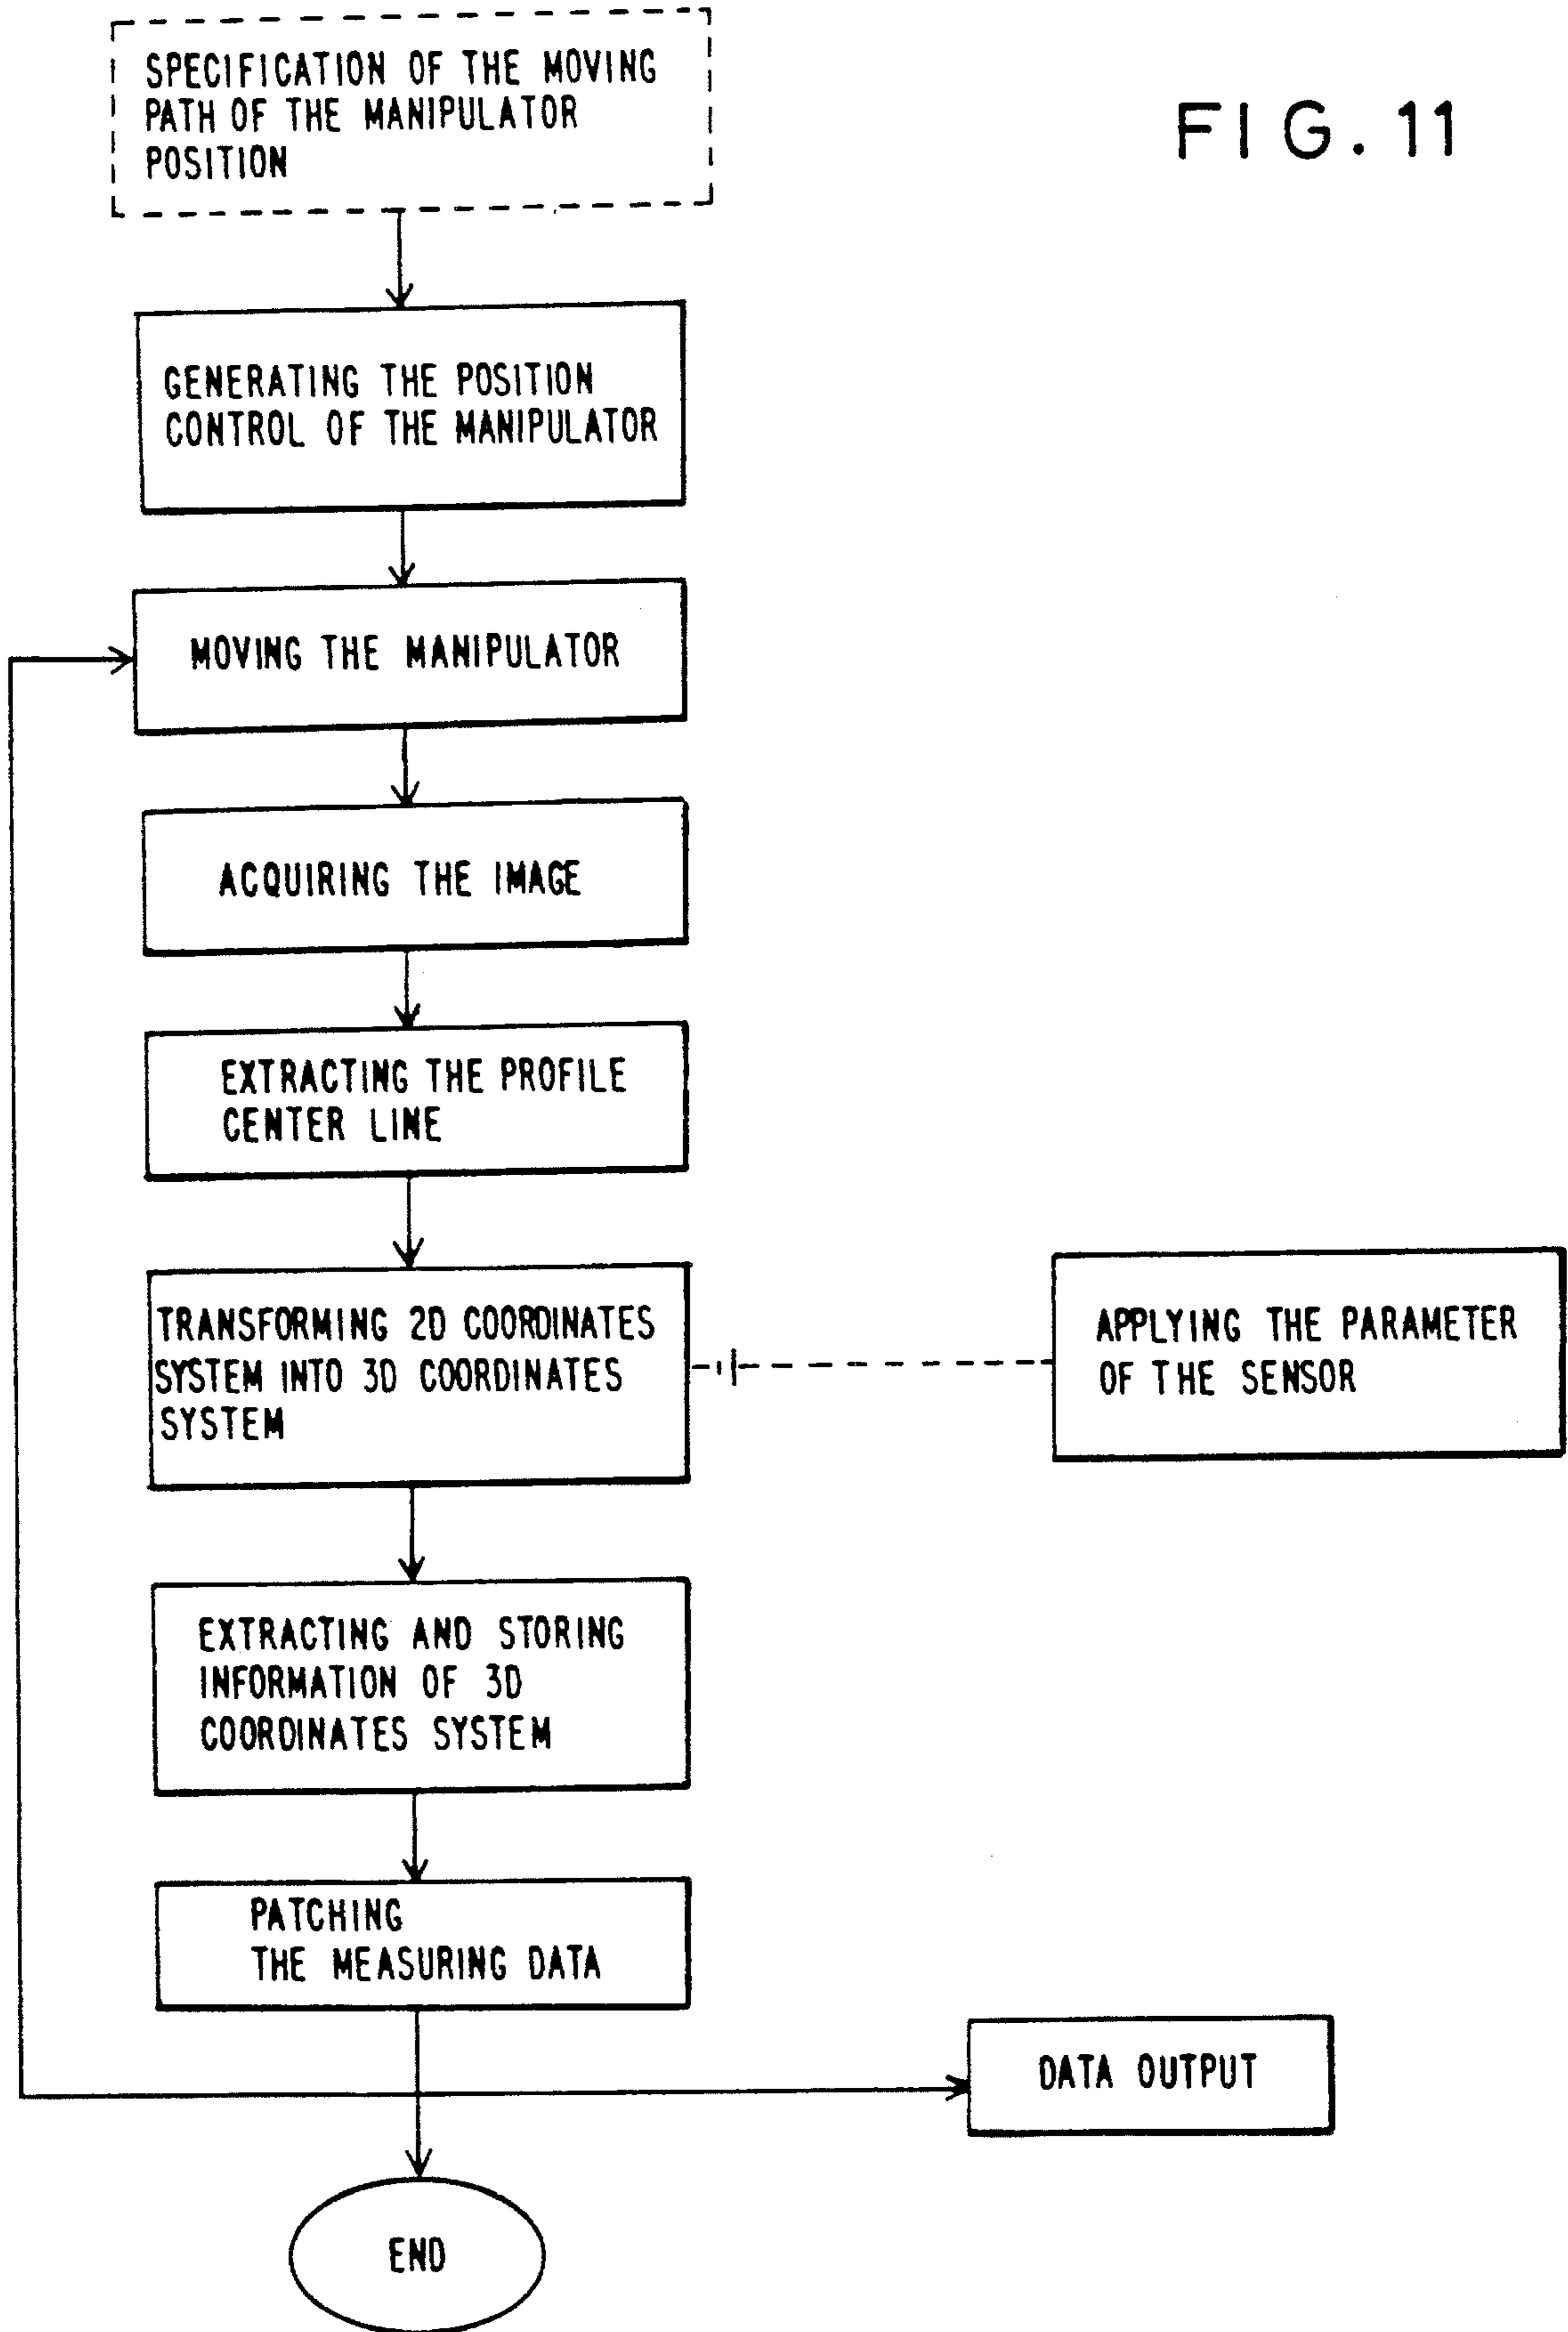 FIG. 11
SPECIFICATION OF THE MOVING
PATH OF THE MANIPULATOR
POSITION
GENERATING THE POSITION
CONTROL OF THE MANIPULATOR
MOVING THE MANIPULATOR
ACQUIRING THE IMAGE
EXTRACTING THE PROFILE
CENTER LINE
TRANSFORMING 2D COORDINATES
SYSTEM INTO 3D COORDINATES
SYSTEM
APPLYING THE PARAMETER
OF THE SENSOR
EXTRACTING AND STORING
INFORMATION OF 3D
COORDINATES SYSTEM
PATCHING
THE MEASURING DATA
DATA OUTPUT
END